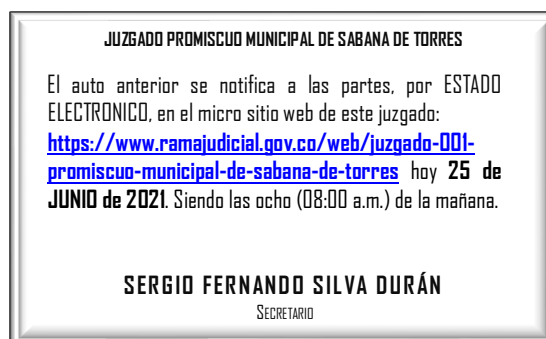 JUZGADO PROMISCUO MUNICIPAL DE SABANA DE TORRES
El auto anterior se notifica a las partes, por ESTADO
ELECTRONICO, en el micro sitio web de este juzgado:
https://www.ramajudicial.gov.co/web/juzgado-001-
promiscuo-municipal-de-sabana-de-torres hoy 25 de
JUNIO de 2021. Siendo las ocho (08:00 a.m.) de la mañana.
SERGIO FERNANDO SILVA DURÁN
SECRETARIO